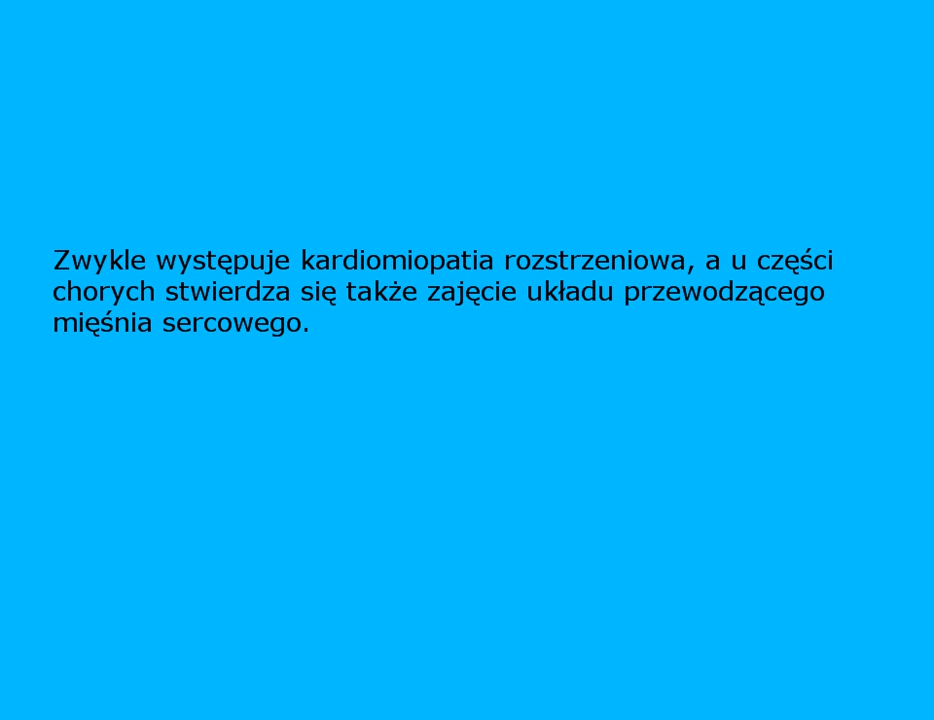 Zwykle występuje kardiomiopatia rozstrzeniowa, a u części
chorych stwierdza się także zajęcie układu przewodzącego
mięśnia sercowego.